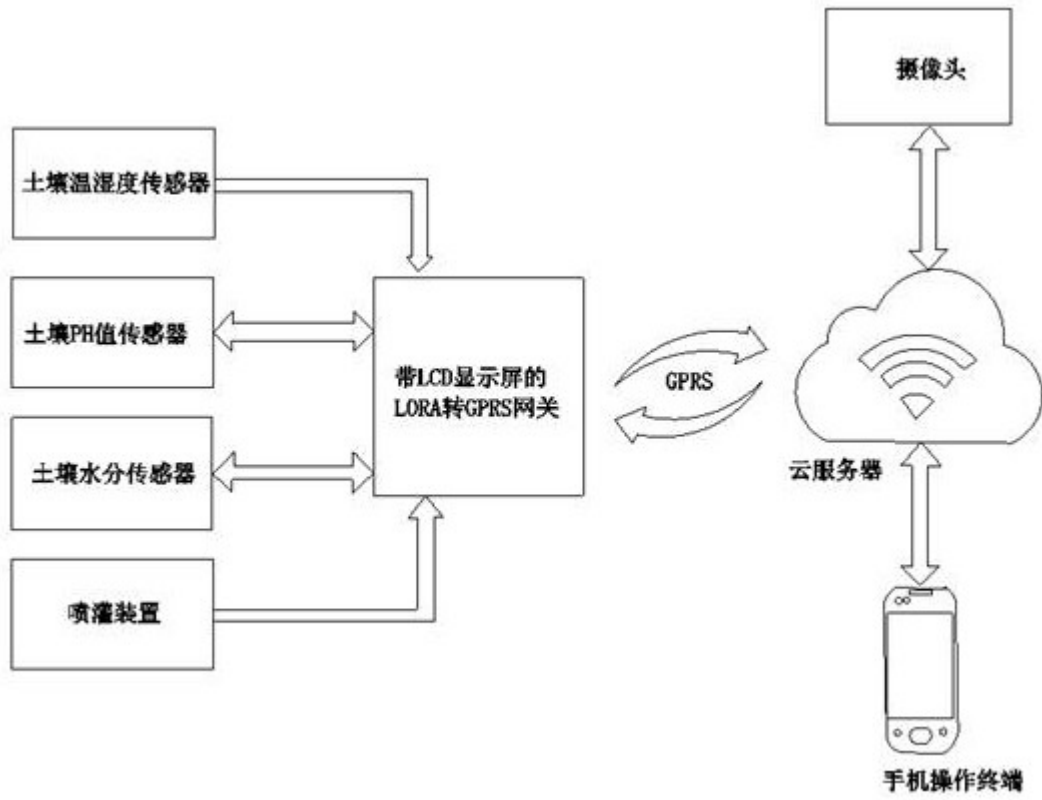 摄像头
土壤温湿度传感器
土壤PH值传感器
带LCD显示屏的
LORA转GPRS网关
GPRS
土壤水分传感器
云服务器
喷灌装置
手机操作终端